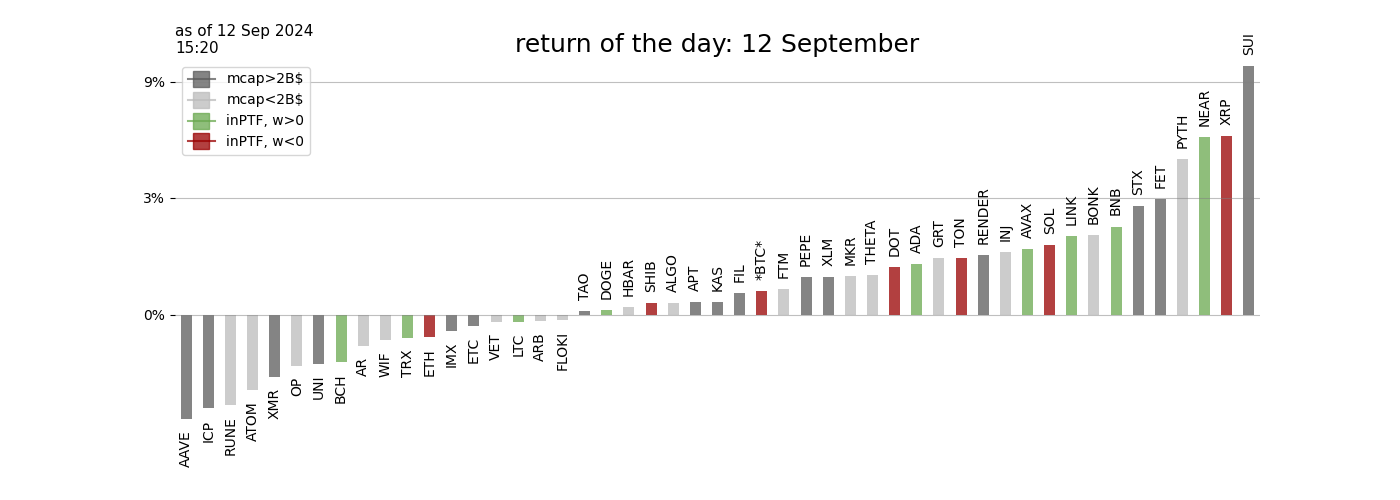 as of 12 Sep 2024
15:20
return of the day: 12 September
mcap>2B$
mcap<2B$
inPTF, w>0
inPTF, w<0
9%
3%
0%
AAVE
ICP
RUNE
ATOM
XMR
OP
UNI
BCH
AR
WIF
TRX
ETH
IMX
ETC
VET
LTC
ARB
FLOKI
TAO
DOGE
HBAR
SHIB
ALGO
APT
KAS
FIL
*BTC*
FTM
PEPE
XLM
MKR
THETA
DOT
ADA
GRT
TON
RENDER
INJ
AVAX
SOL
LINK
BONK
BNB
STX
FET
PYTH
NEAR
XRP
SUI